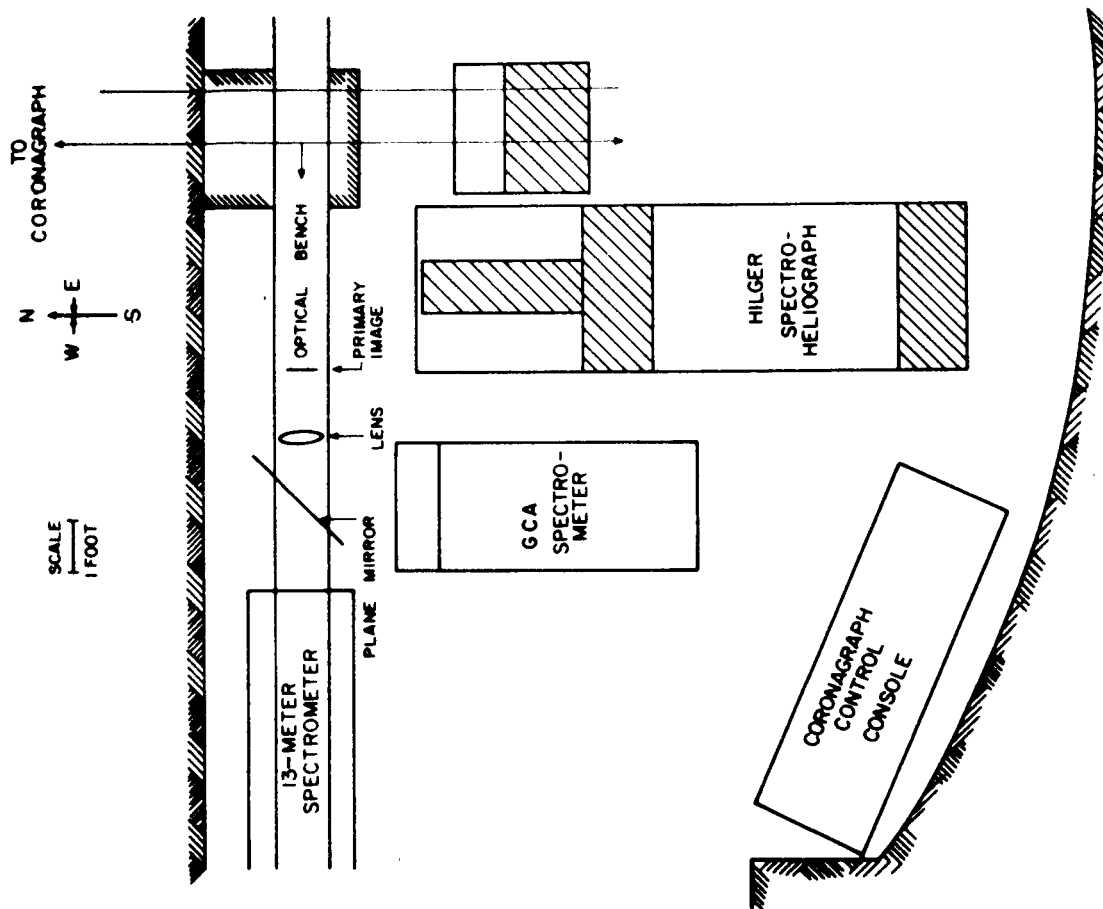 TO
CORONAGRAPH
N
W
E
S
SCALE
1 FOOT
OPTICAL BENCH
PRIMARY
IMAGE
LENS
PLANE MIRROR
13-METER
SPECTROMETER
GCA
SPECTRO-
METER
HILGER
SPECTRO-
HELIOGRAPH
CORONAGRAPH
CONTROL
CONSOLE